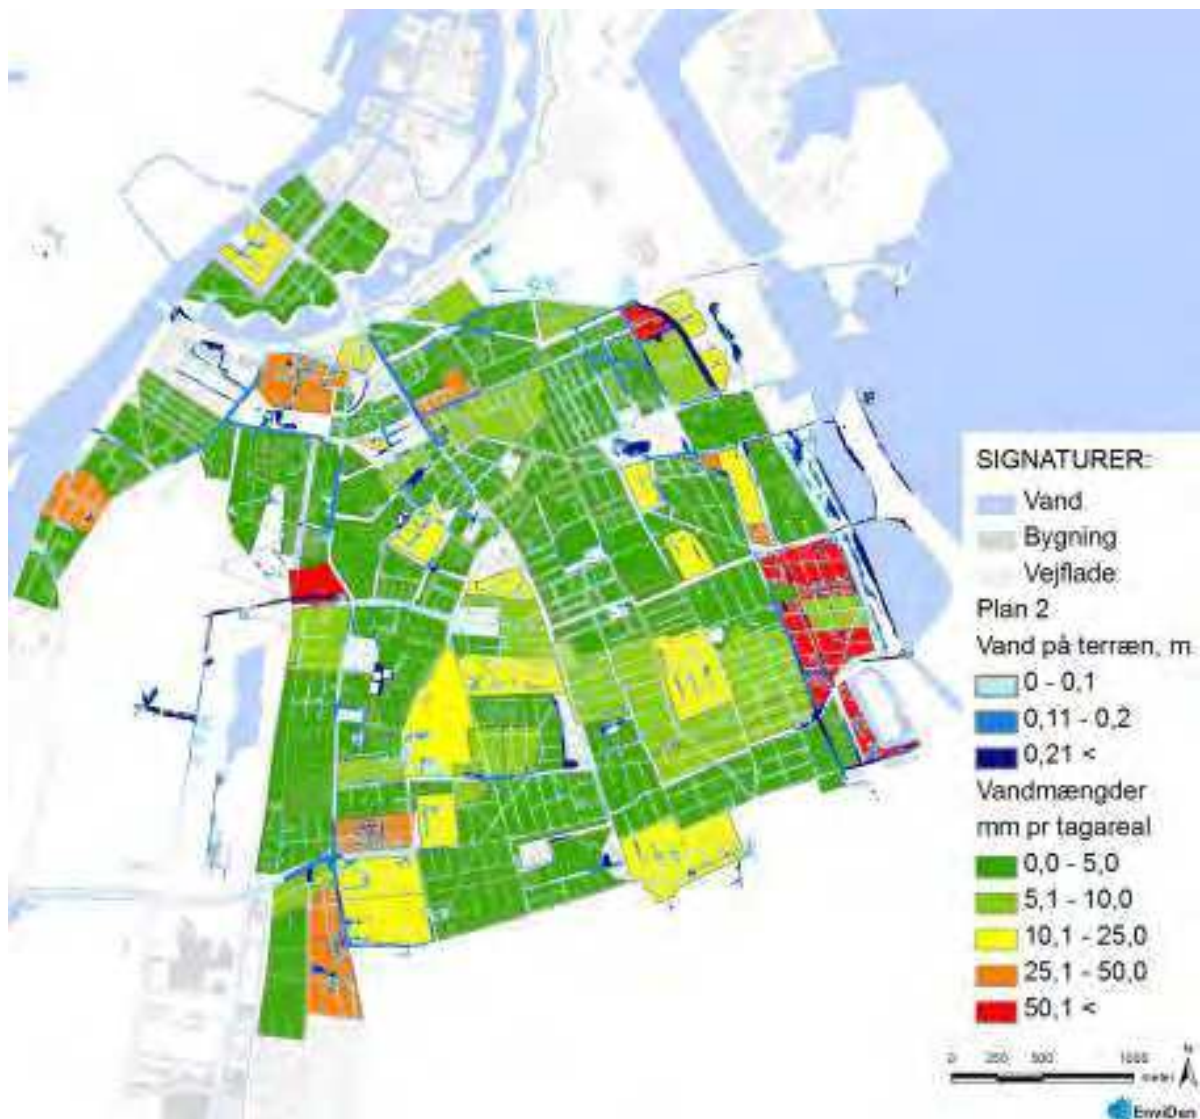 SIGNATURER:
Vand
Bygning
Vejflade
Plan 2
Vand på terræn, m
0 - 0,1
0,11 - 0,2
0,21 <
Vandmængder
mm pr tagareal
0,0 - 5,0
5,1 - 10,0
10,1 - 25,0
25,1 - 50,0
50,1 <
0 250 500 1000
meter
N
EnviDan